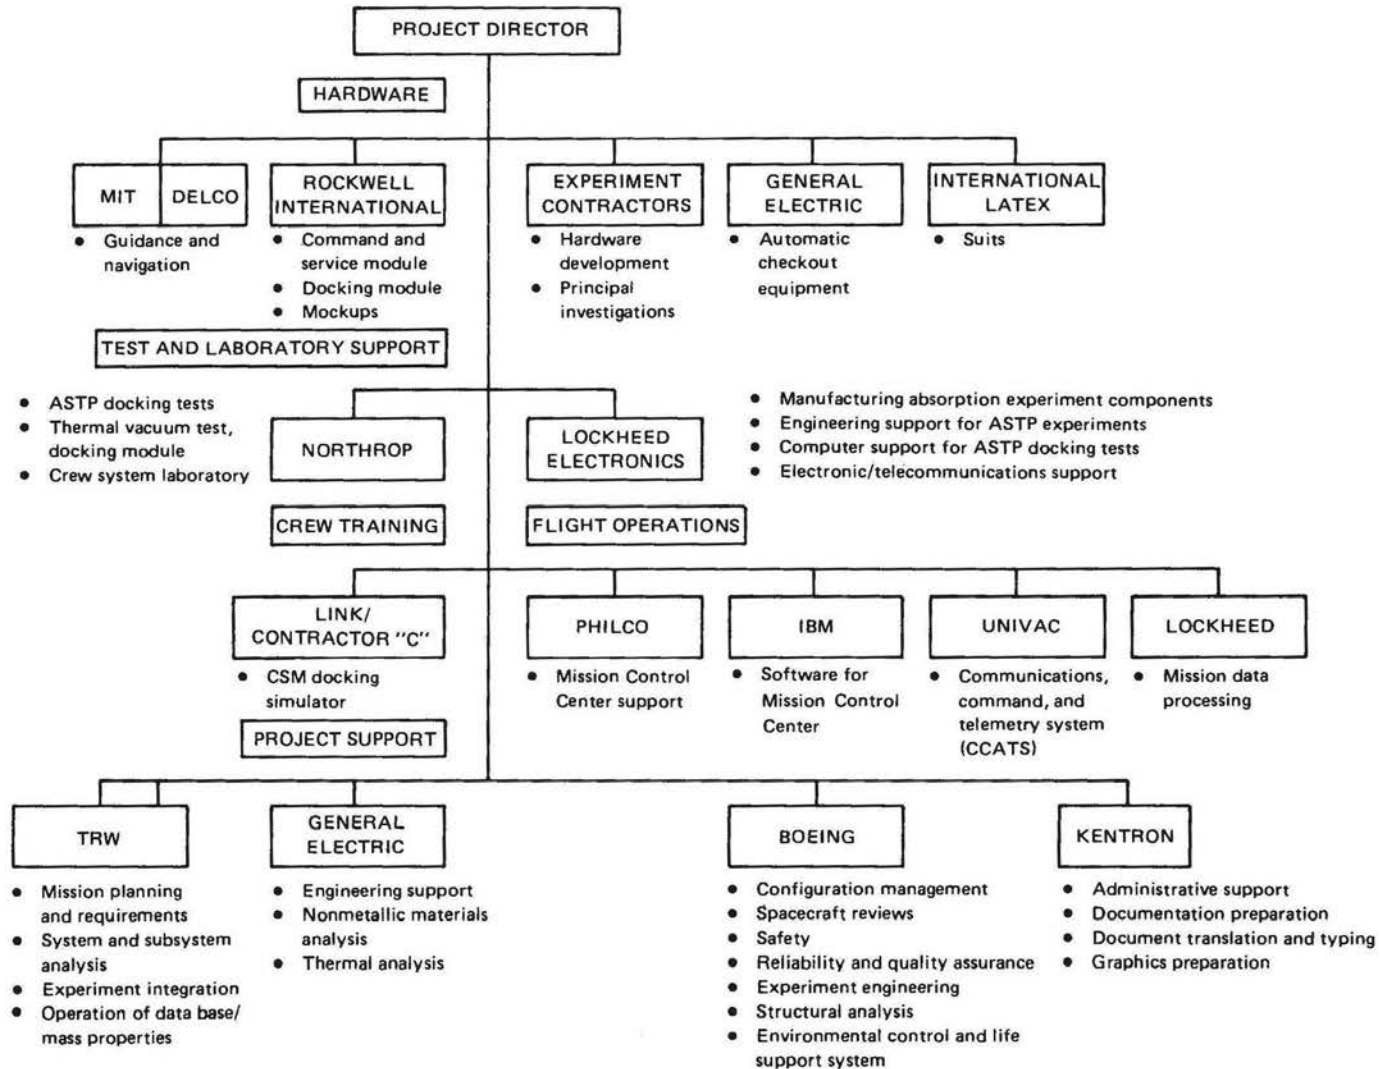 PROJECT DIRECTOR
HARDWARE
MIT
DELCO
ROCKWELL
INTERNATIONAL
EXPERIMENT
CONTRACTORS
GENERAL
ELECTRIC
INTERNATIONAL
LATEX
• Guidance and
navigation
• Command and
service module
• Docking module
• Mockups
• Hardware
development
• Principal
investigations
• Automatic
checkout
equipment
• Suits
TEST AND LABORATORY SUPPORT
• ASTP docking tests
• Thermal vacuum test,
docking module
• Crew system laboratory
NORTHROP
LOCKHEED
ELECTRONICS
• Manufacturing absorption experiment components
• Engineering support for ASTP experiments
• Computer support for ASTP docking tests
• Electronic/telecommunications support
CREW TRAINING
FLIGHT OPERATIONS
LINK/
CONTRACTOR "C"
PHILCO
IBM
UNIVAC
LOCKHEED
• CSM docking
simulator
• Mission Control
Center support
• Software for
Mission Control
Center
• Communications,
command, and
telemetry system
(CCATS)
• Mission data
processing
PROJECT SUPPORT
TRW
GENERAL
ELECTRIC
BOEING
KENTRON
• Mission planning
and requirements
• System and subsystem
analysis
• Experiment integration
• Operation of data base/
mass properties
• Engineering support
• Nonmetallic materials
analysis
• Thermal analysis
• Configuration management
• Spacecraft reviews
• Safety
• Reliability and quality assurance
• Experiment engineering
• Structural analysis
• Environmental control and life
support system
• Administrative support
• Documentation preparation
• Document translation and typing
• Graphics preparation